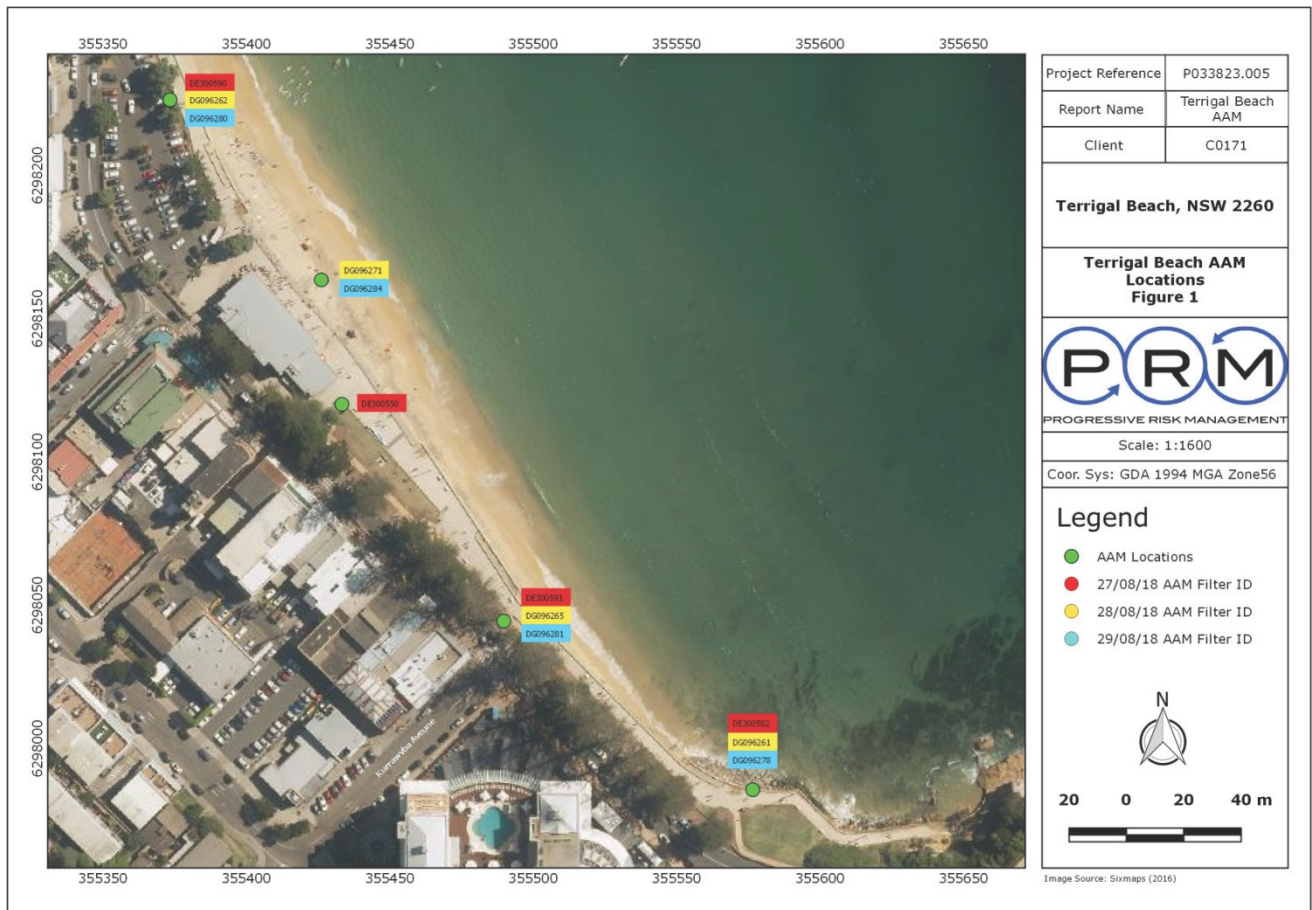 355350 355400 355450 355500 355550 355600 355650
6298200
6298150
6298100
6298050
6298000
DE300590
DG096262
DG096280
DG096271
DG096284
DE300550
DE300591
DG096265
DG096281
DE300582
DG096261
DG096278
Kurrawyba Aveune
355350 355400 355450 355500 355550 355600 355650
Project Reference P033823.005
Report Name Terrigal Beach
AAM
Client C0171
Terrigal Beach, NSW 2260
Terrigal Beach AAM
Locations
Figure 1
PRM
PROGRESSIVE RISK MANAGEMENT
Scale: 1:1600
Coor. Sys: GDA 1994 MGA Zone56
Legend
AAM Locations
27/08/18 AAM Filter ID
28/08/18 AAM Filter ID
29/08/18 AAM Filter ID
N
20 0 20 40 m
Image Source: Sixmaps (2016)